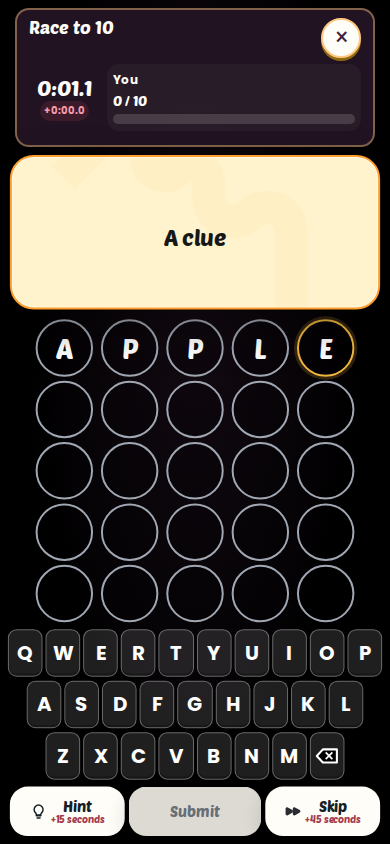 Race to 10
×
0:01.1
+0:00.0
You
0 / 10
A clue
A P P L E
Q W E R T Y U I O P
A S D F G H J K L
Z X C V B N M
Hint
+15 seconds
Submit
Skip
+45 seconds